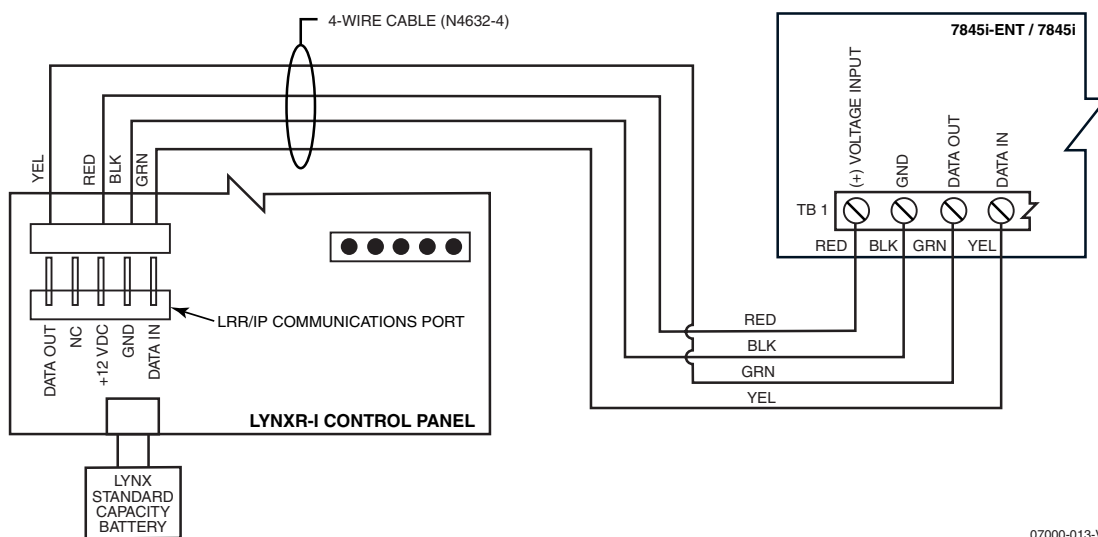 4-WIRE CABLE (N4632-4)
7845i-ENT / 7845i
YEL
RED
BLK
GRN
(+) VOLTAGE INPUT
GND
DATA OUT
DATA IN
TB 1
RED
BLK
GRN
YEL
LRR/IP COMMUNICATIONS PORT
DATA OUT
NC
+12 VDC
GND
DATA IN
RED
BLK
GRN
YEL
LYNXR-I CONTROL PANEL
LYNX
STANDARD
CAPACITY
BATTERY